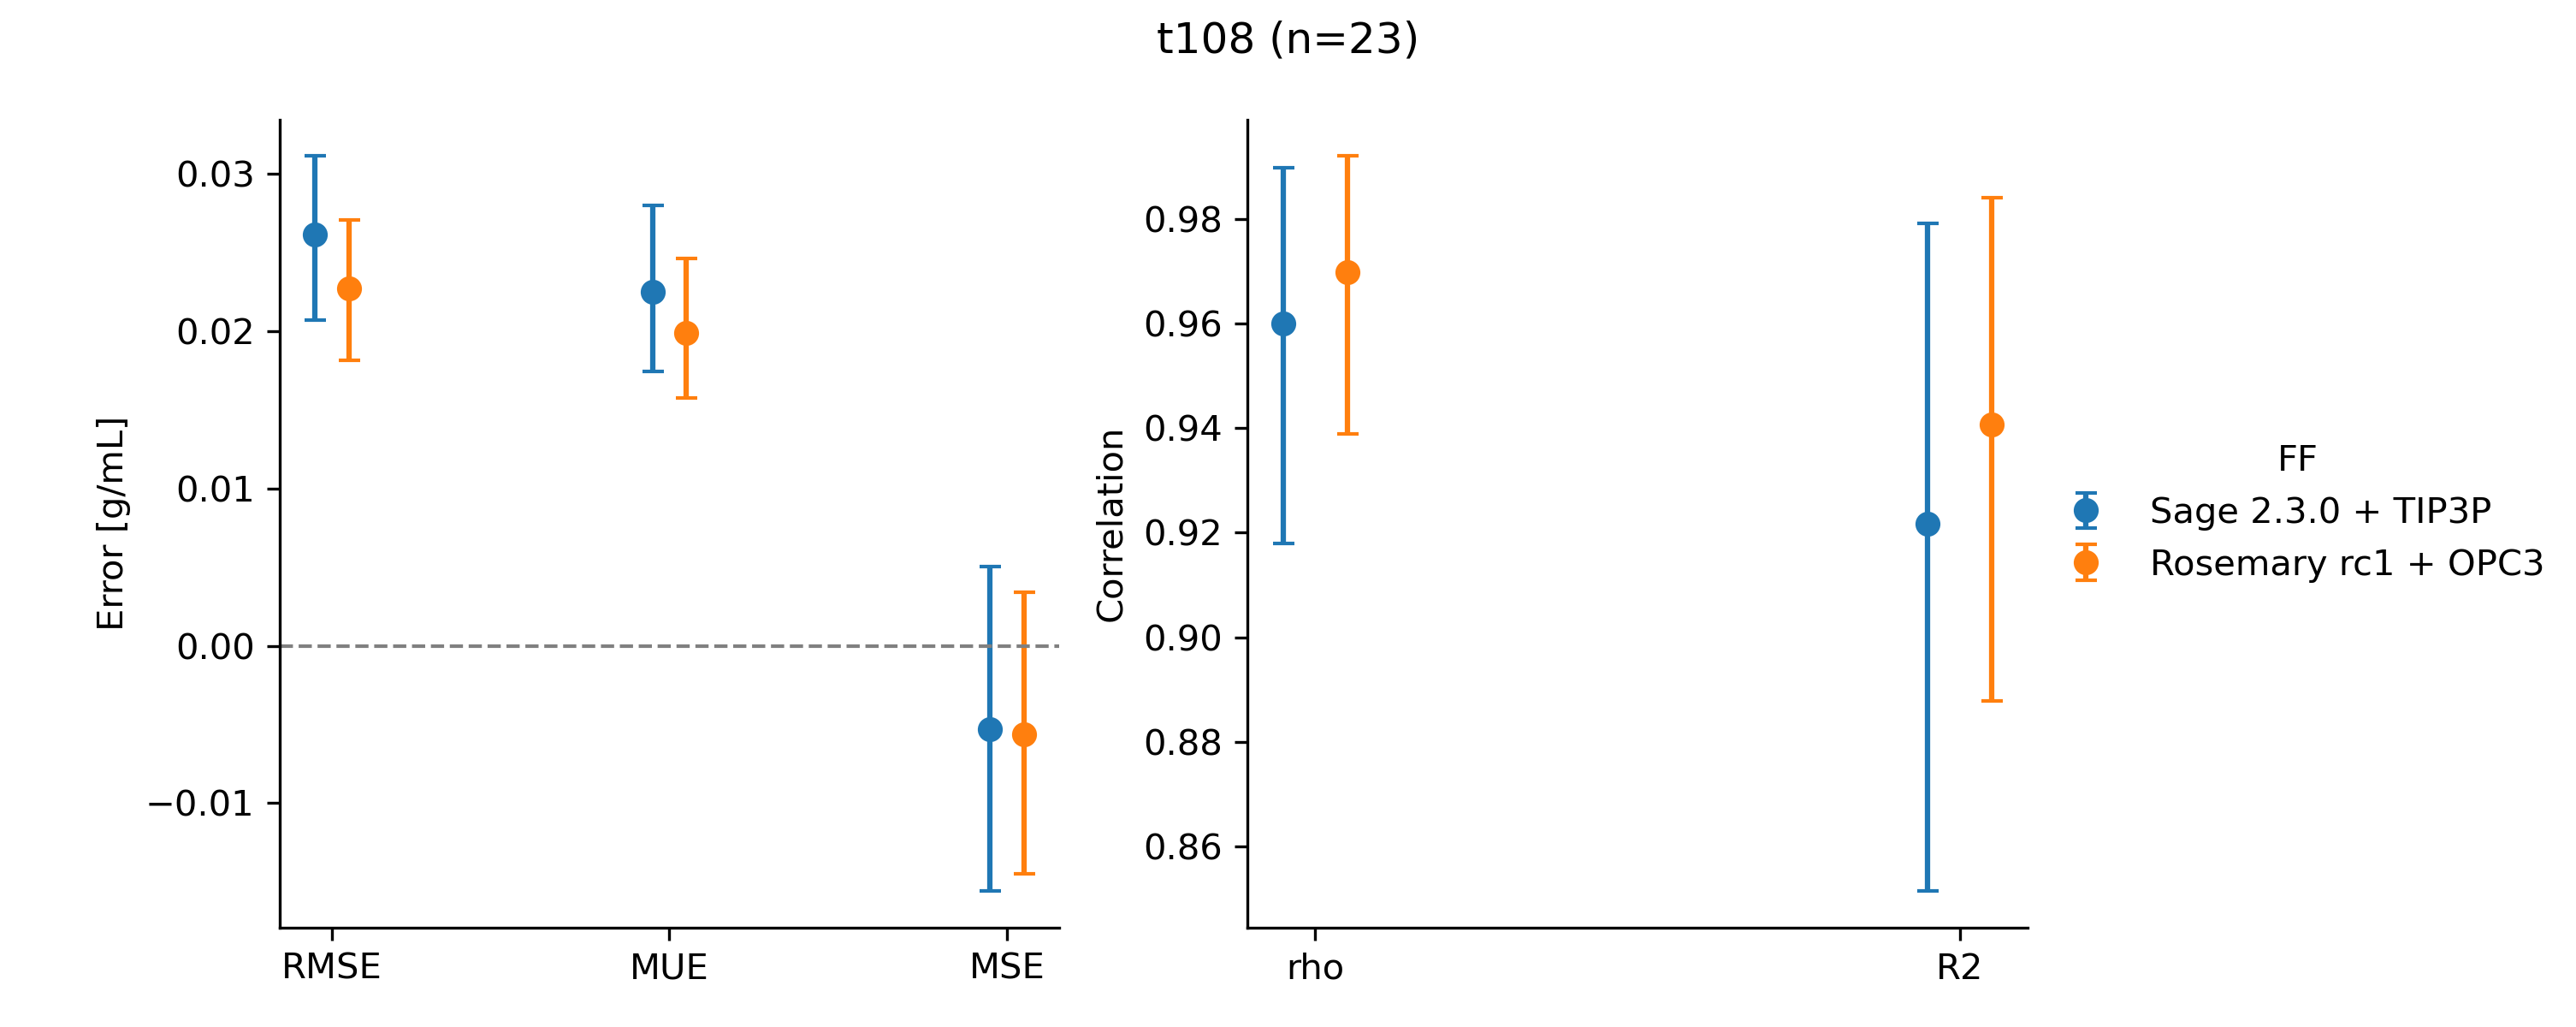 t108 (n=23)
Error [g/mL]
0.03
0.02
0.01
0.00
−0.01
RMSE
MUE
MSE
Correlation
0.98
0.96
0.94
0.92
0.90
0.88
0.86
rho
R2
FF
Sage 2.3.0 + TIP3P
Rosemary rc1 + OPC3